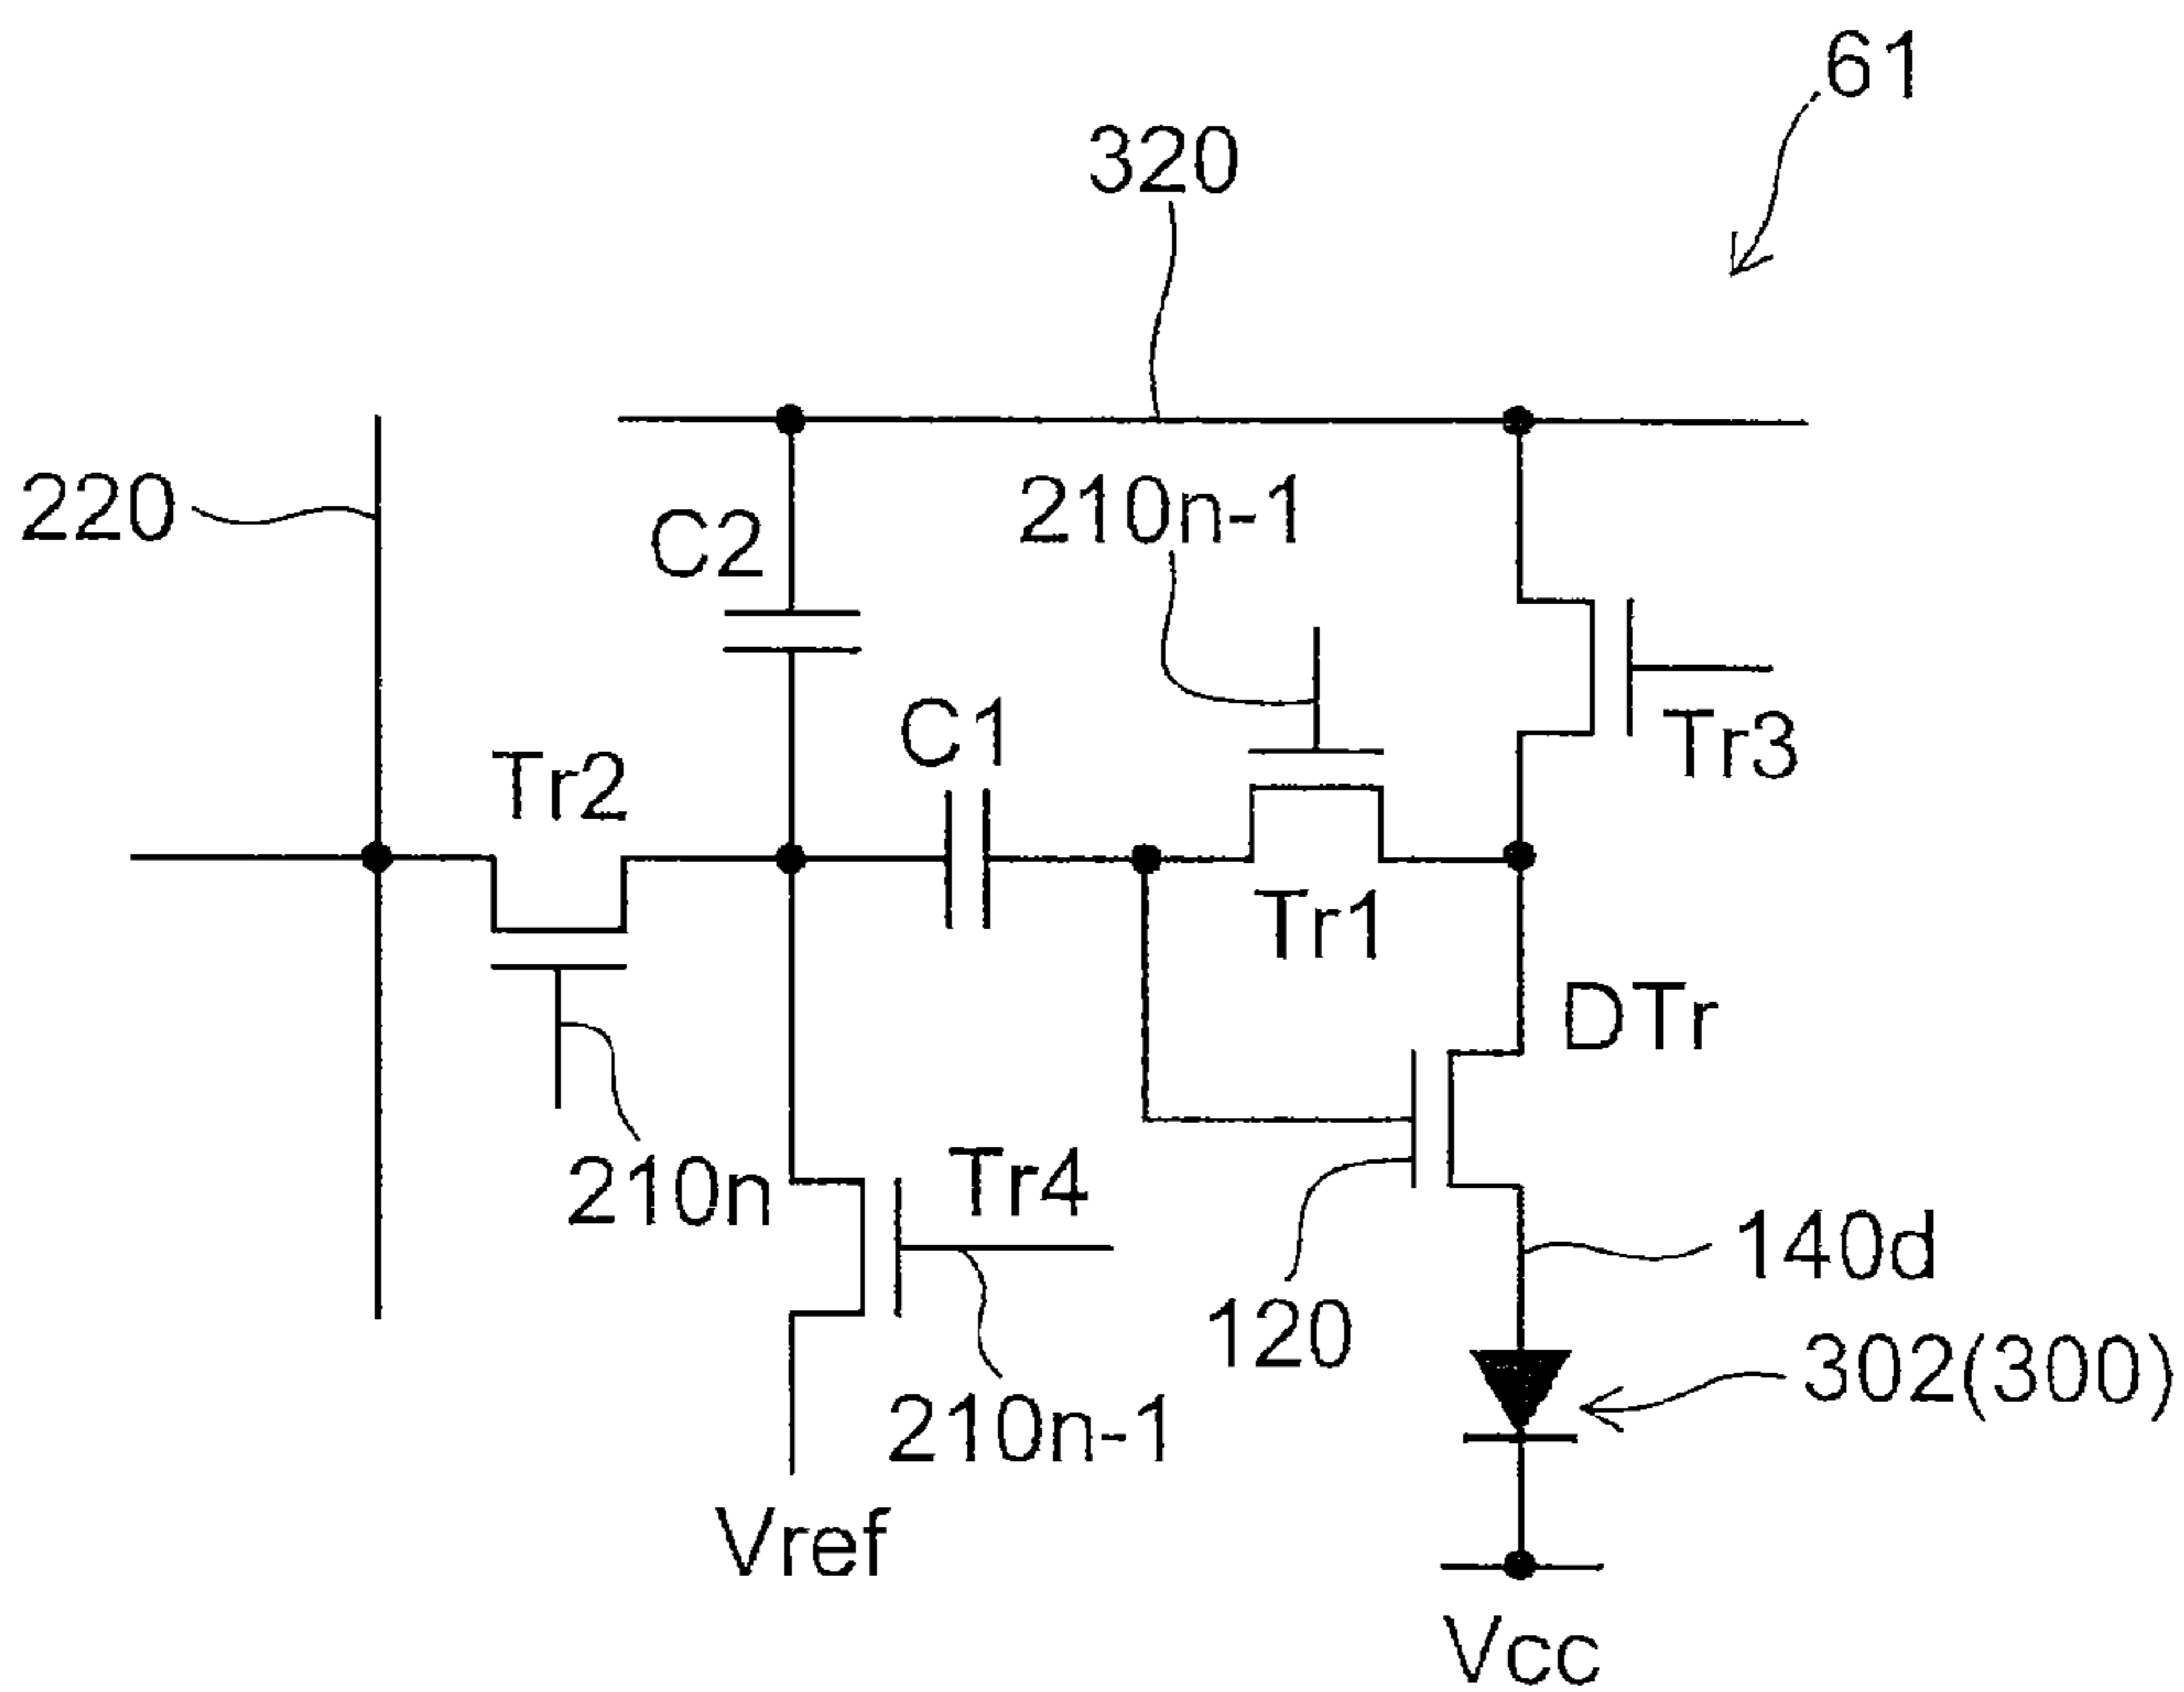 61
320
220
C2
210n-1
C1
Tr3
Tr2
Tr1
DTr
210n
Tr4
140d
120
302(300)
210n-1
Vref
Vcc